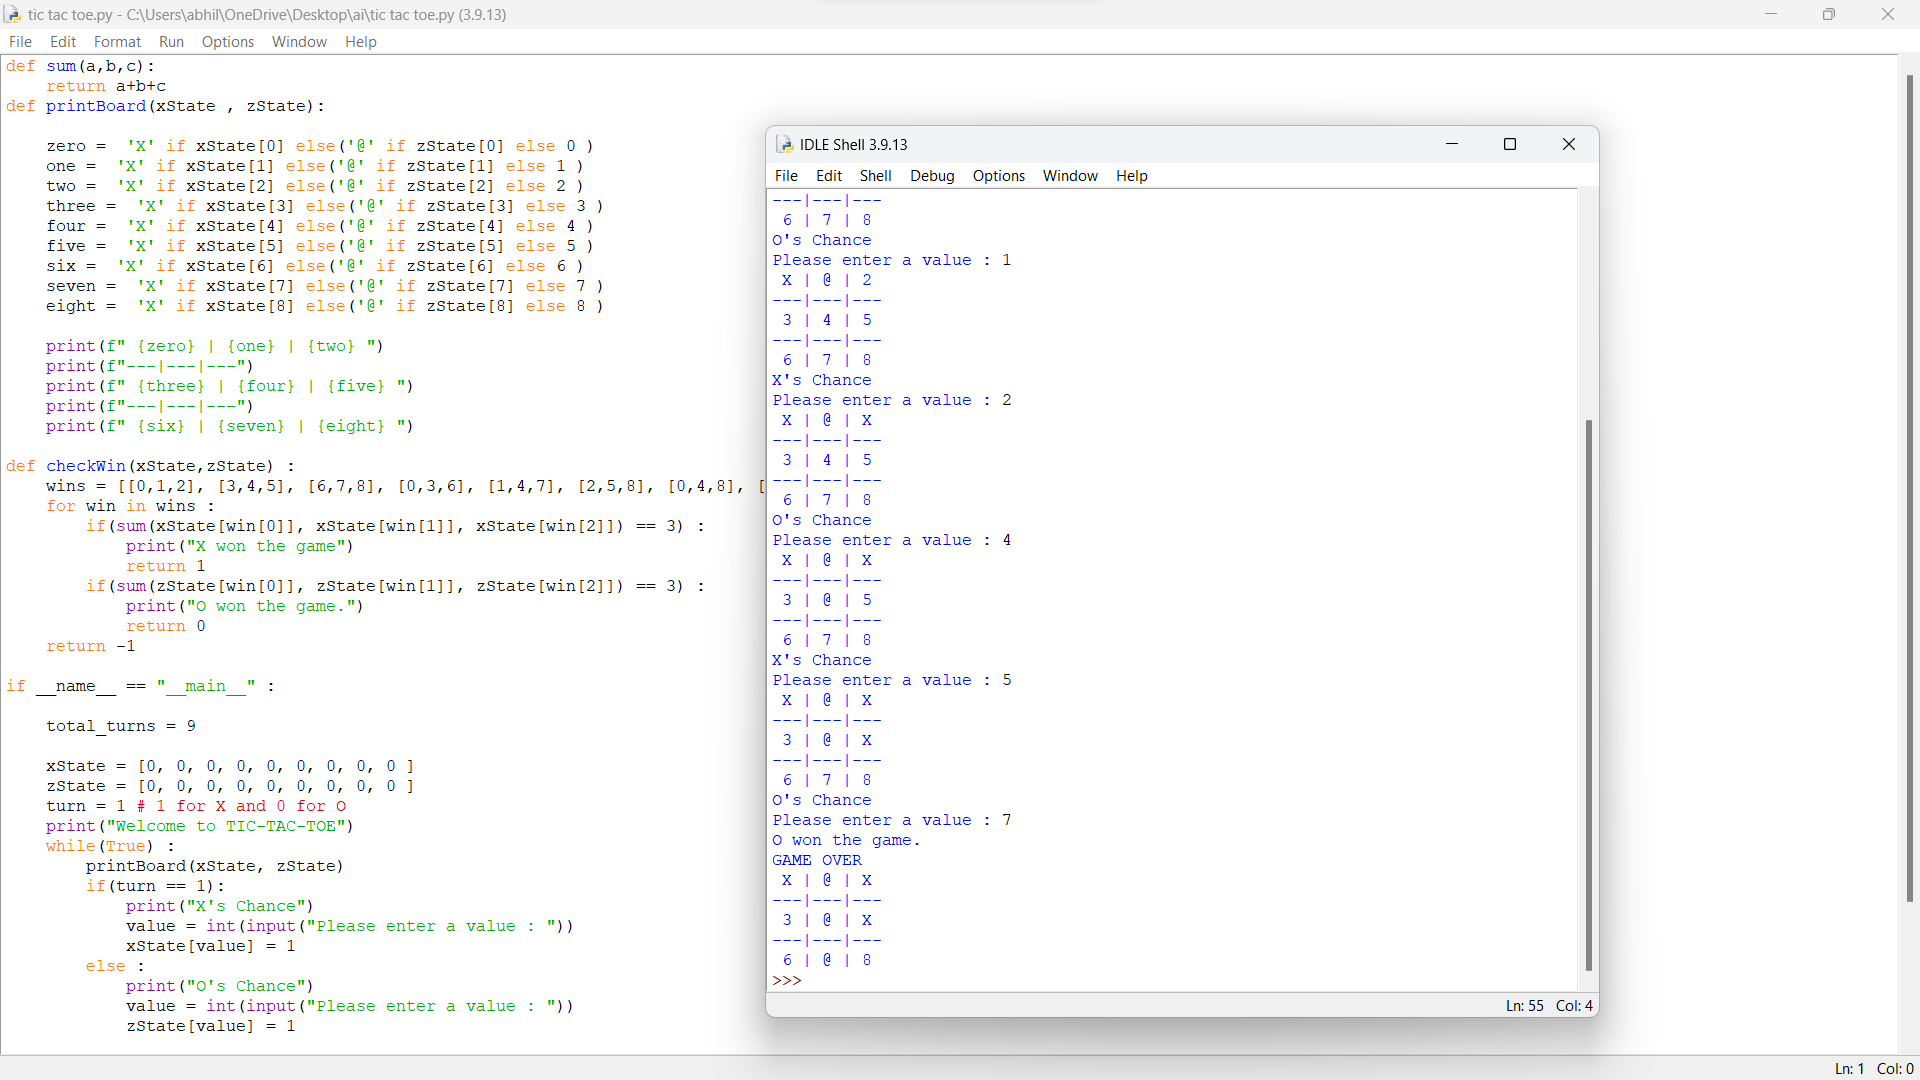 tic tac toe.py - C:\Users\abhil\OneDrive\Desktop\ai\tic tac toe.py (3.9.13)
File Edit Format Run Options Window Help
def sum(a,b,c):
    return a+b+c
def printBoard(xState , zState):
    zero =  'X' if xState[0] else('@' if zState[0] else 0 )
    one =  'X' if xState[1] else('@' if zState[1] else 1 )
    two =  'X' if xState[2] else('@' if zState[2] else 2 )
    three =  'X' if xState[3] else('@' if zState[3] else 3 )
    four =  'X' if xState[4] else('@' if zState[4] else 4 )
    five =  'X' if xState[5] else('@' if zState[5] else 5 )
    six =  'X' if xState[6] else('@' if zState[6] else 6 )
    seven =  'X' if xState[7] else('@' if zState[7] else 7 )
    eight =  'X' if xState[8] else('@' if zState[8] else 8 )
    print(f" {zero} | {one} | {two} ")
    print(f"---|---|---")
    print(f" {three} | {four} | {five} ")
    print(f"---|---|---")
    print(f" {six} | {seven} | {eight} ")
def checkWin(xState,zState) :
    wins = [[0,1,2], [3,4,5], [6,7,8], [0,3,6], [1,4,7], [2,5,8], [0,4,8], [
    for win in wins :
        if(sum(xState[win[0]], xState[win[1]], xState[win[2]]) == 3) :
            print("X won the game")
            return 1
        if(sum(zState[win[0]], zState[win[1]], zState[win[2]]) == 3) :
            print("O won the game.")
            return 0
    return -1
if __name__ == "__main__" :
    total_turns = 9
    xState = [0, 0, 0, 0, 0, 0, 0, 0, 0 ]
    zState = [0, 0, 0, 0, 0, 0, 0, 0, 0 ]
    turn = 1 # 1 for X and 0 for O
    print("Welcome to TIC-TAC-TOE")
    while(True) :
        printBoard(xState, zState)
        if(turn == 1):
            print("X's Chance")
            value = int(input("Please enter a value : "))
            xState[value] = 1
        else :
            print("O's Chance")
            value = int(input("Please enter a value : "))
            zState[value] = 1
Ln: 1 Col: 0
IDLE Shell 3.9.13
File Edit Shell Debug Options Window Help
---|---|---
 6 | 7 | 8
O's Chance
Please enter a value : 1
 X | @ | 2
---|---|---
 3 | 4 | 5
---|---|---
 6 | 7 | 8
X's Chance
Please enter a value : 2
 X | @ | X
---|---|---
 3 | 4 | 5
---|---|---
 6 | 7 | 8
O's Chance
Please enter a value : 4
 X | @ | X
---|---|---
 3 | @ | 5
---|---|---
 6 | 7 | 8
X's Chance
Please enter a value : 5
 X | @ | X
---|---|---
 3 | @ | X
---|---|---
 6 | 7 | 8
O's Chance
Please enter a value : 7
O won the game.
GAME OVER
 X | @ | X
---|---|---
 3 | @ | X
---|---|---
 6 | @ | 8
>>>
Ln: 55 Col: 4